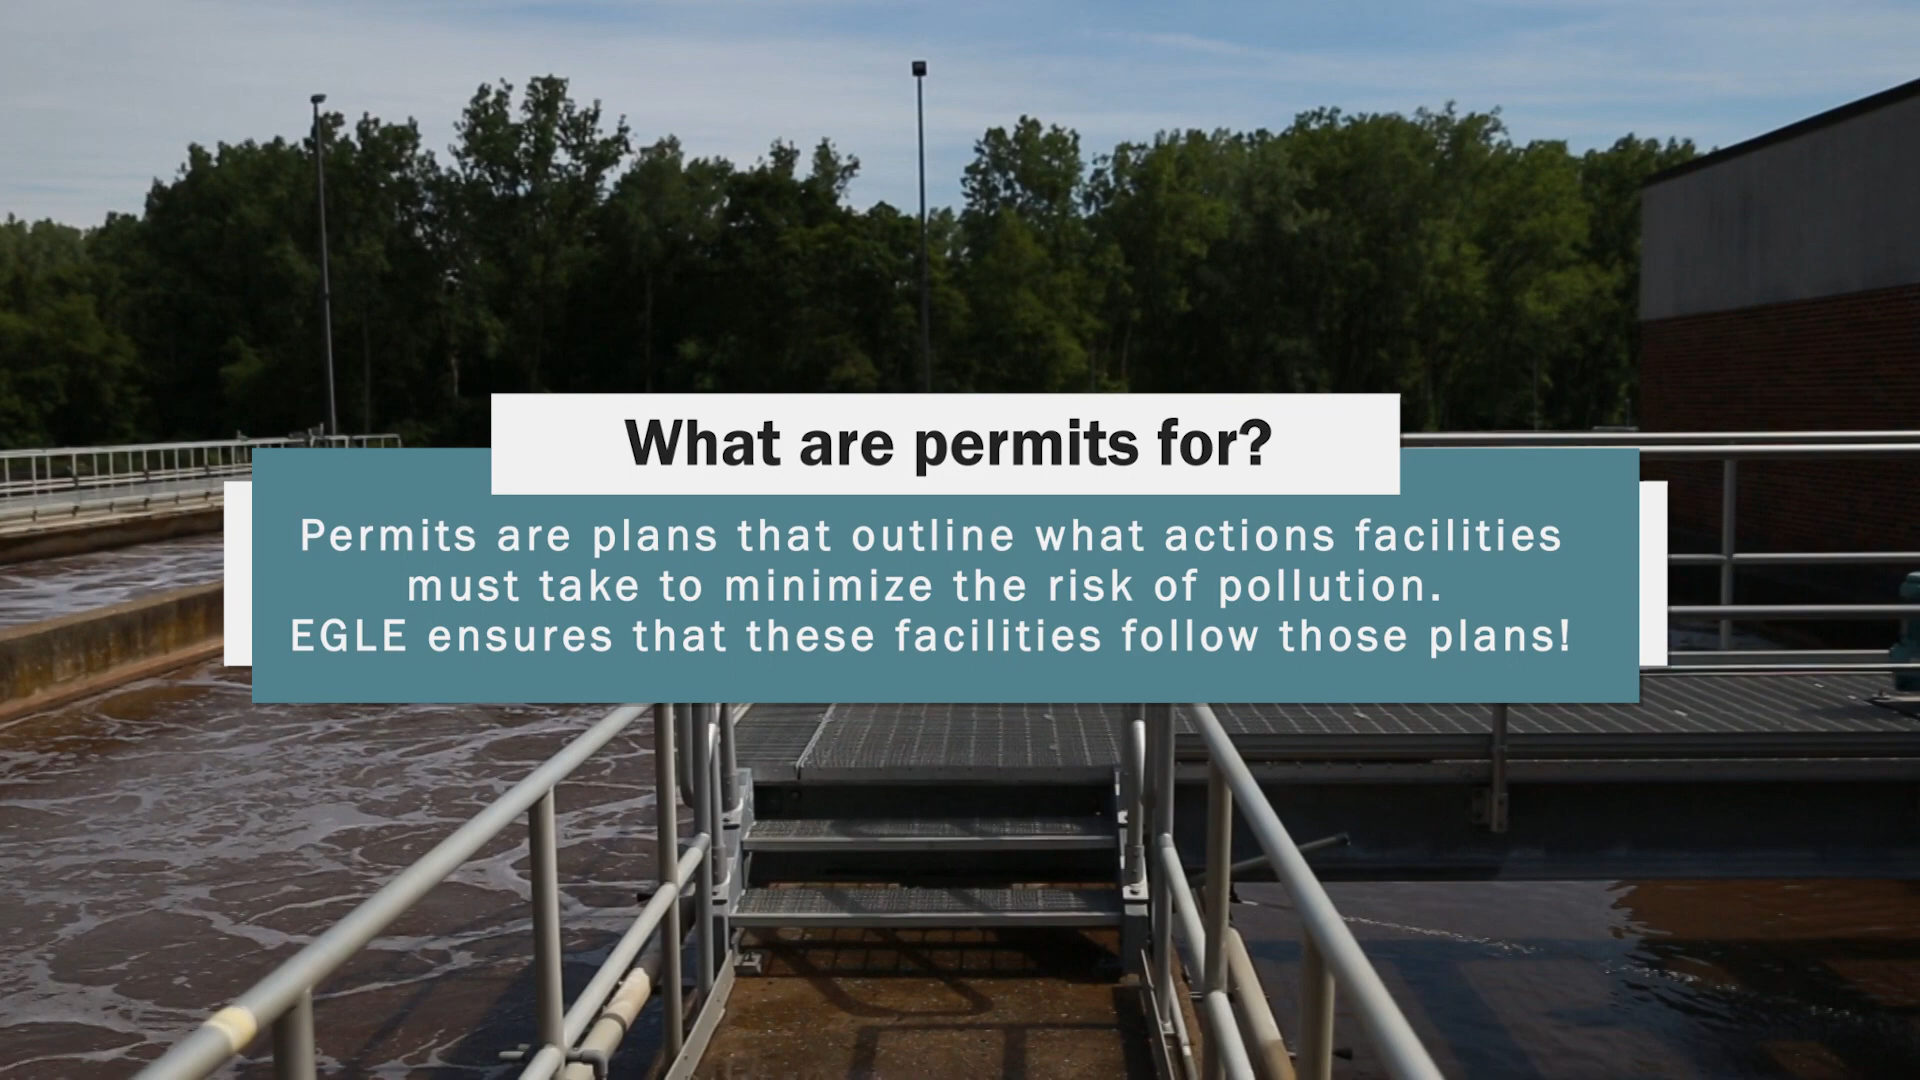 What are permits for?
Permits are plans that outline what actions facilities
must take to minimize the risk of pollution.
EGLE ensures that these facilities follow those plans!